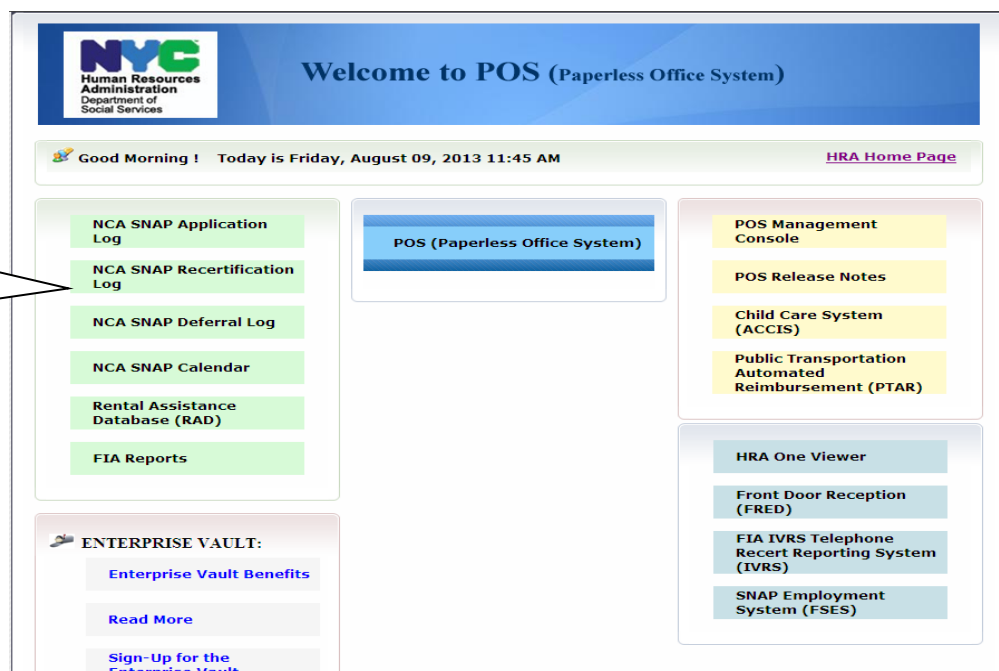 NYC
Human Resources
Administration
Department of
Social Services
Welcome to POS (Paperless Office System)
Good Morning ! Today is Friday, August 09, 2013 11:45 AM
HRA Home Page
NCA SNAP Application
Log
NCA SNAP Recertification
Log
NCA SNAP Deferral Log
NCA SNAP Calendar
Rental Assistance
Database (RAD)
FIA Reports
ENTERPRISE VAULT:
Enterprise Vault Benefits
Read More
Sign-Up for the
Enterprise Vault
POS (Paperless Office System)
POS Management
Console
POS Release Notes
Child Care System
(ACCIS)
Public Transportation
Automated
Reimbursement (PTAR)
HRA One Viewer
Front Door Reception
(FRED)
FIA IVRS Telephone
Recert Reporting System
(IVRS)
SNAP Employment
System (FSES)